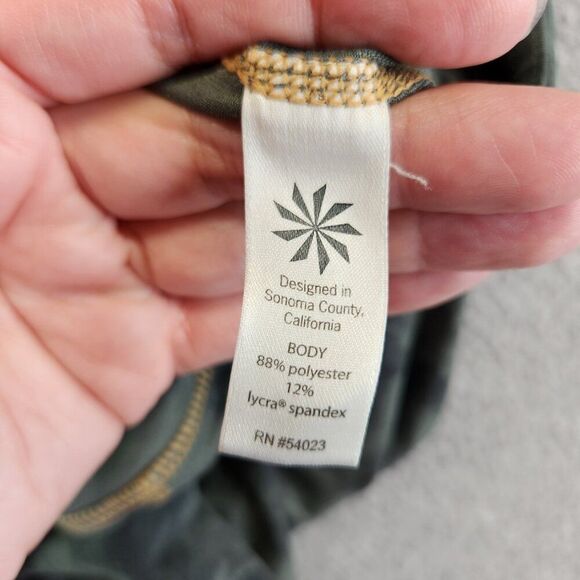 Designed in
Sonoma County,
California
BODY
88% polyester
12%
lycra® spandex
RN #54023